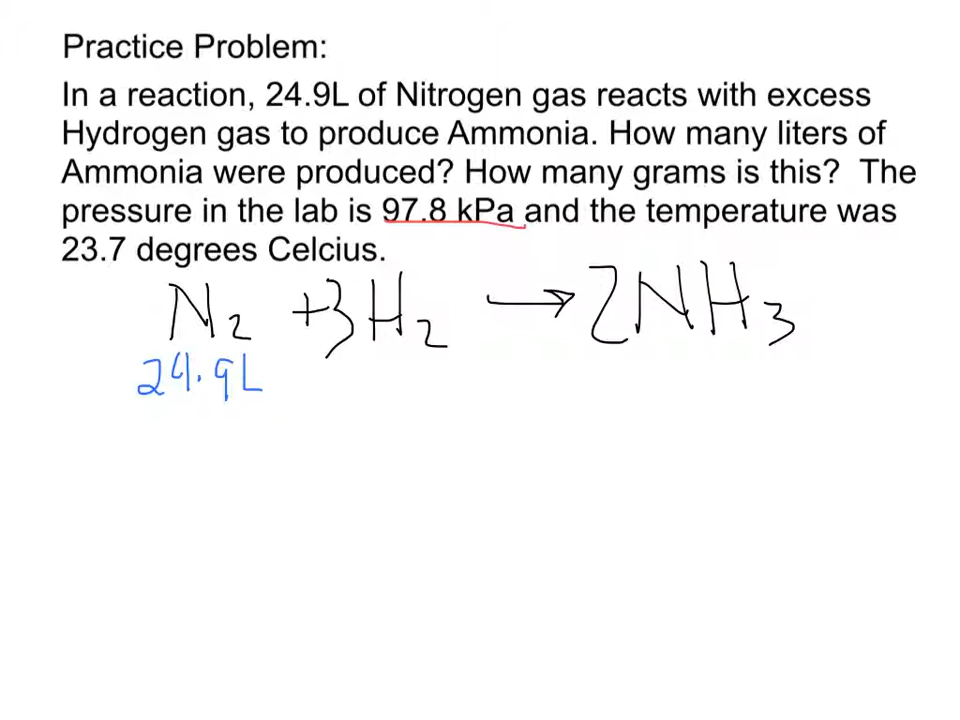 Practice Problem:
In a reaction, 24.9L of Nitrogen gas reacts with excess
Hydrogen gas to produce Ammonia. How many liters of
Ammonia were produced? How many grams is this? The
pressure in the lab is 97.8 kPa and the temperature was
23.7 degrees Celcius.
N2 +3H2 → 2NH3
24.9L